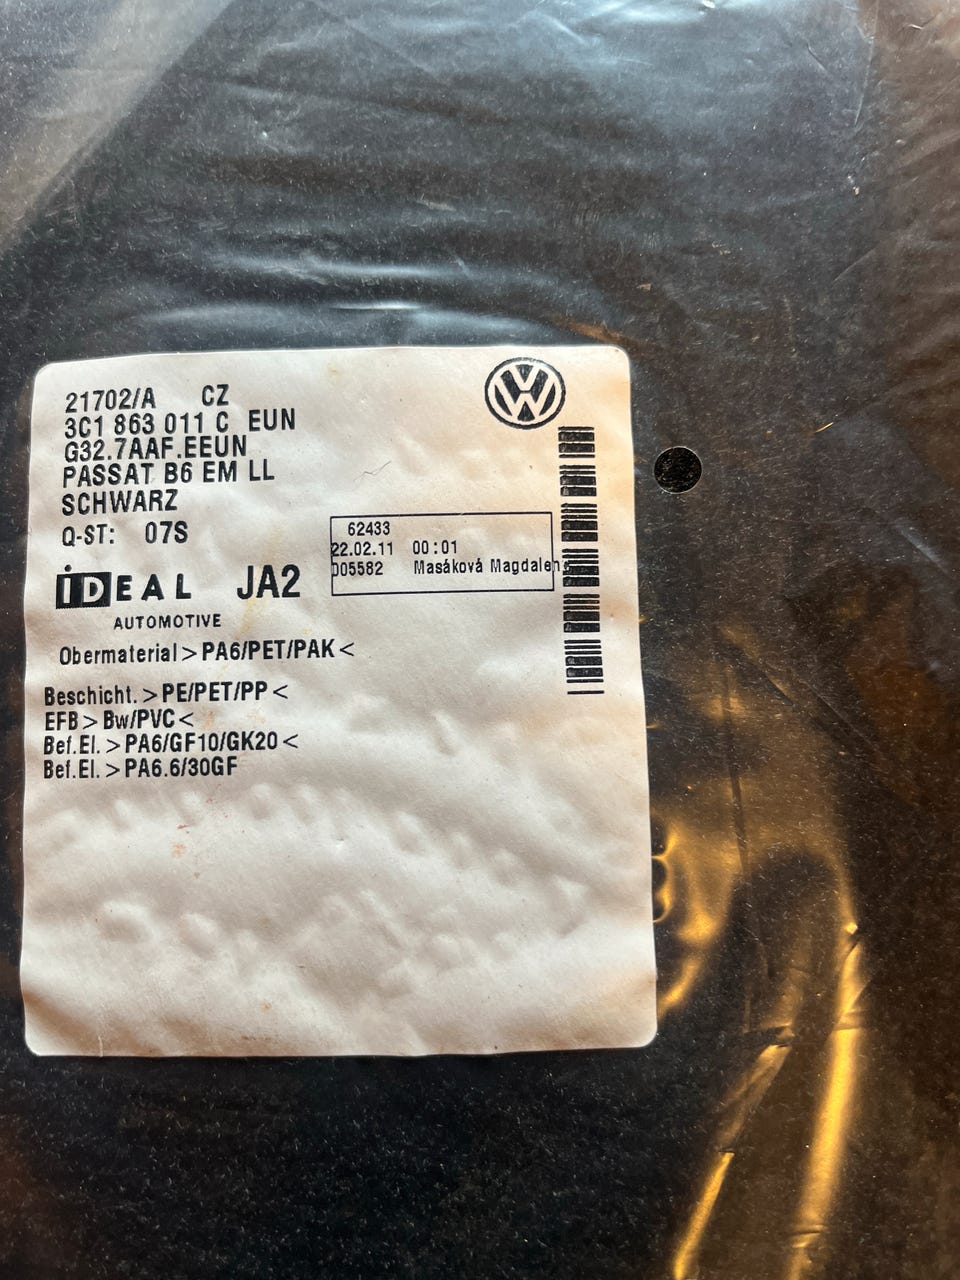 21702/A CZ
3C1 863 011 C EUN
G32.7AAF.EEUN
PASSAT B6 EM LL
SCHWARZ
Q-ST: 07S
62433
22.02.11 00:01
D05582 Masáková Magdalen
iDEAL JA2
AUTOMOTIVE
Obermaterial >PA6/PET/PAK<
Beschicht. >PE/PET/PP<
EFB >Bw/PVC<
Bef.El. >PA6/GF10/GK20<
Bef.El. >PA6.6/30GF